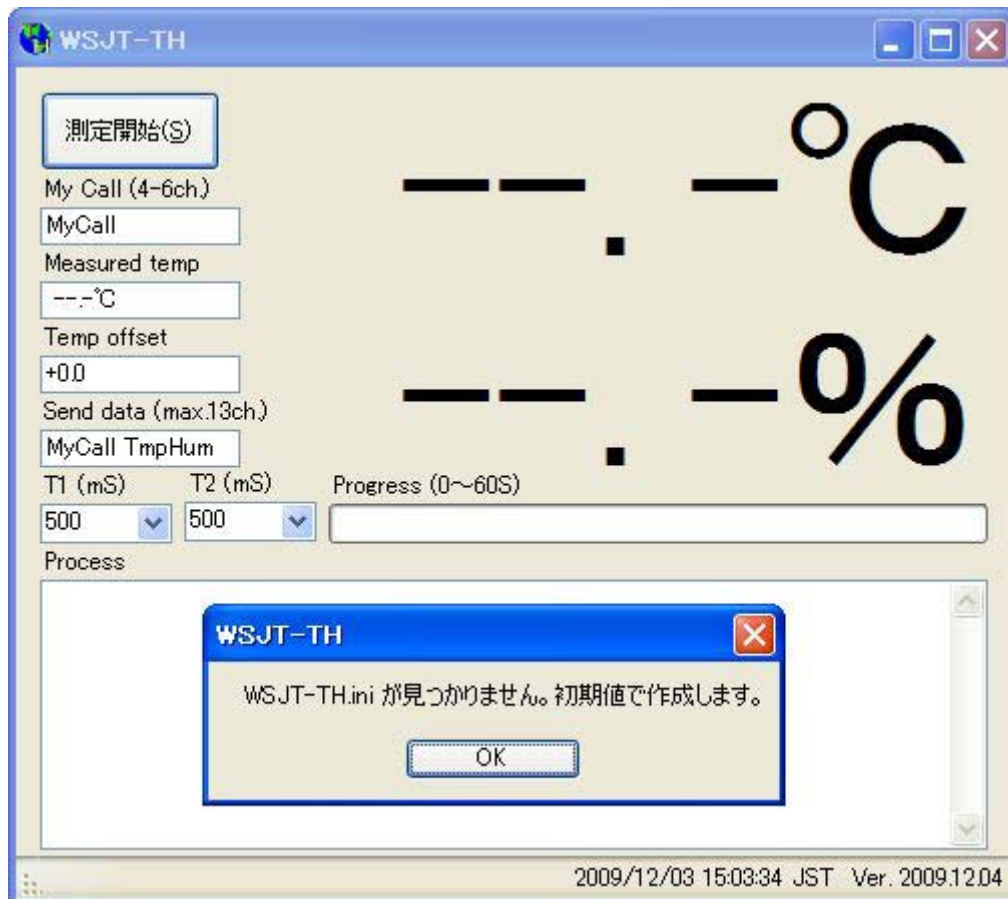 WSJT-TH
測定開始(S)
--.-℃
My Call (4-6ch.)
MyCall
Measured temp
--.-℃
Temp offset
+0.0
--.-%
Send data (max.13ch.)
MyCall TmpHum
T1 (mS) T2 (mS) Progress (0～60S)
500 500
Process
WSJT-TH
WSJT-TH.ini が見つかりません。初期値で作成します。
OK
2009/12/03 15:03:34 JST Ver. 2009.12.04